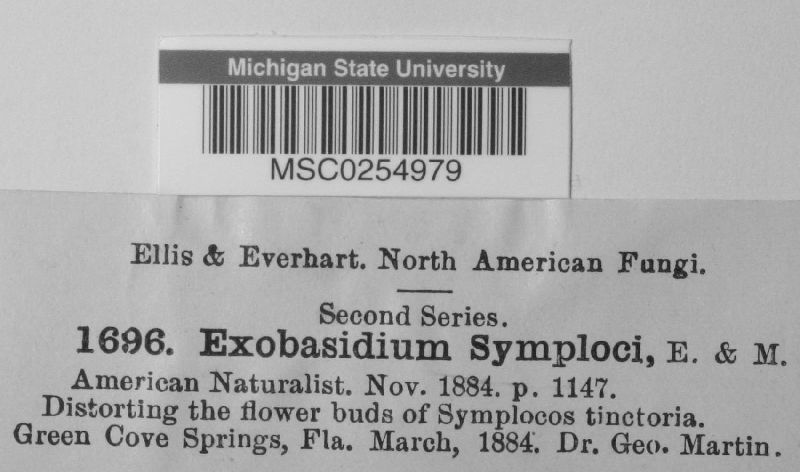 Michigan State University
MSC0254979
Ellis & Everhart. North American Fungi.
Second Series.
1696. Exobasidium Symploci, E. & M.
American Naturalist. Nov. 1884. p. 1147.
Distorting the flower buds of Symplocos tinctoria.
Green Cove Springs, Fla. March, 1884. Dr. Geo. Martin.